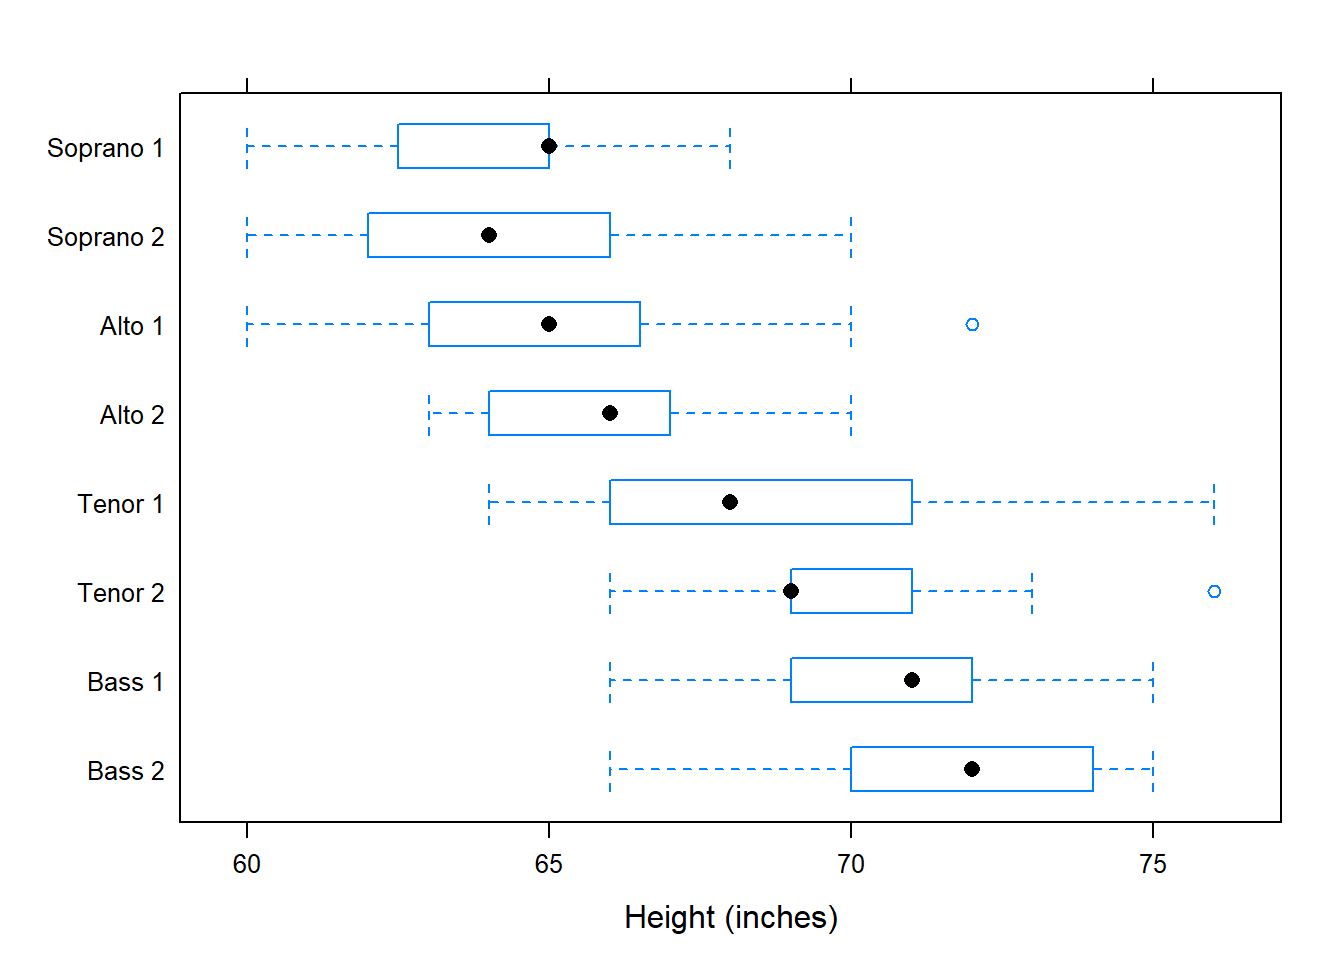 Soprano 1
Soprano 2
Alto 1
Alto 2
Tenor 1
Tenor 2
Bass 1
Bass 2
60 65 70 75
Height (inches)